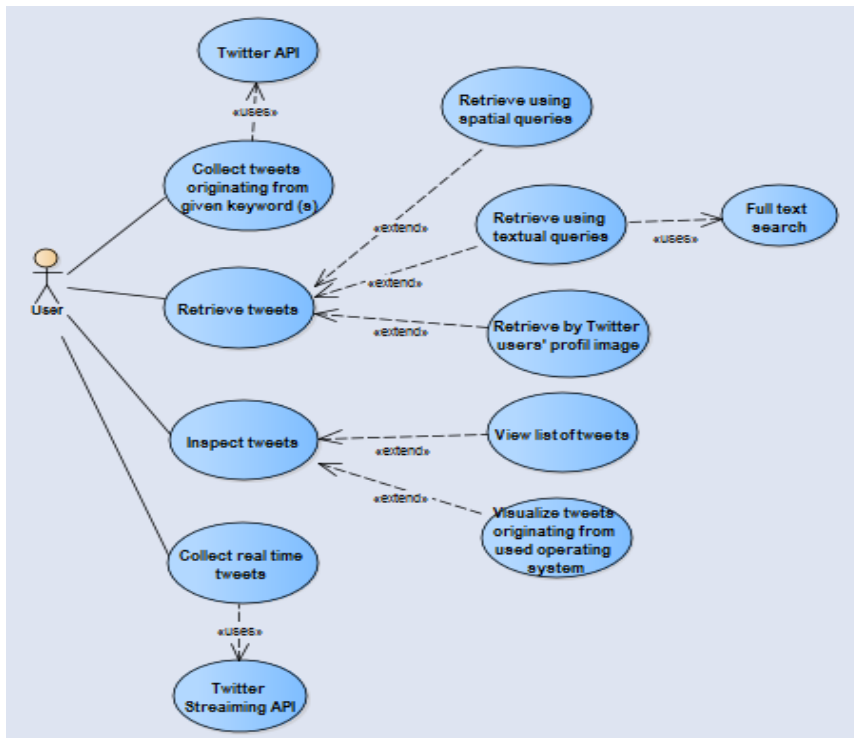 Twitter API
«uses»
Collect tweets
originating from
given keyword (s)
Retrieve using
spatial queries
«extend»
Retrieve using
textual queries
«uses»
Full text
search
«extend»
User
Retrieve tweets
«extend»
Retrieve by Twitter
users' profil image
Inspect tweets
«extend»
View list of tweets
«extend»
Visualize tweets
originating from
used operating
system
Collect real time
tweets
«uses»
Twitter
Streaiming API